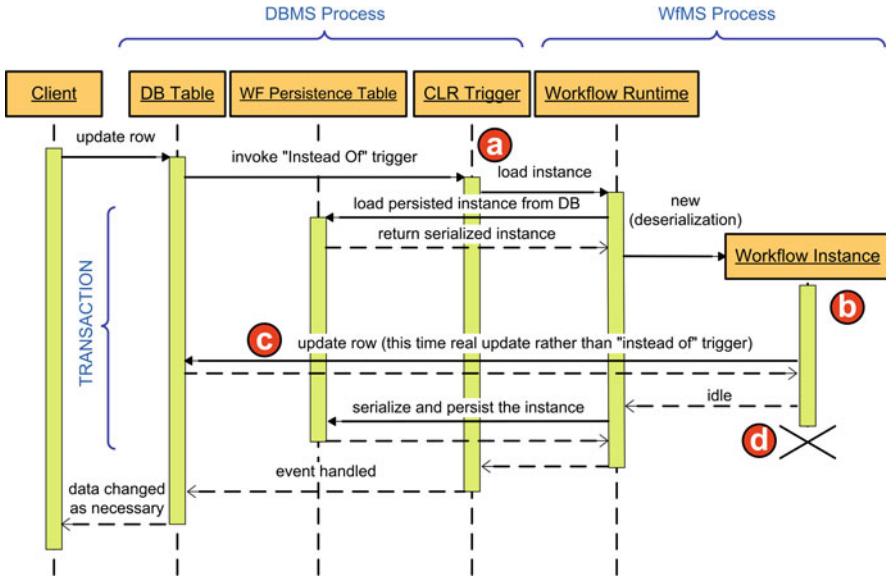 DBMS Process
WfMS Process
Client
DB Table
WF Persistence Table
CLR Trigger
Workflow Runtime
update row
invoke "Instead Of" trigger
a
load instance
load persisted instance from DB
new
(deserialization)
return serialized instance
Workflow Instance
TRANSACTION
b
c
update row (this time real update rather than "instead of" trigger)
idle
serialize and persist the instance
d
event handled
data changed
as necessary